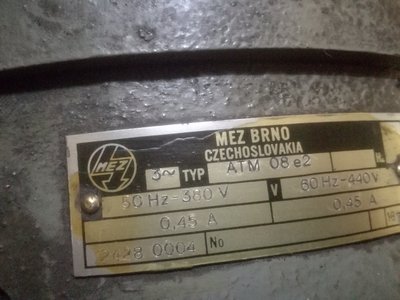 MEZ BRNO
CZECHOSLOVAKIA
MEZ
3~ TYP ATM 08 e2
50 Hz-380 V V 60 Hz-440V
0,45 A 0,45 A
2428 0004 No